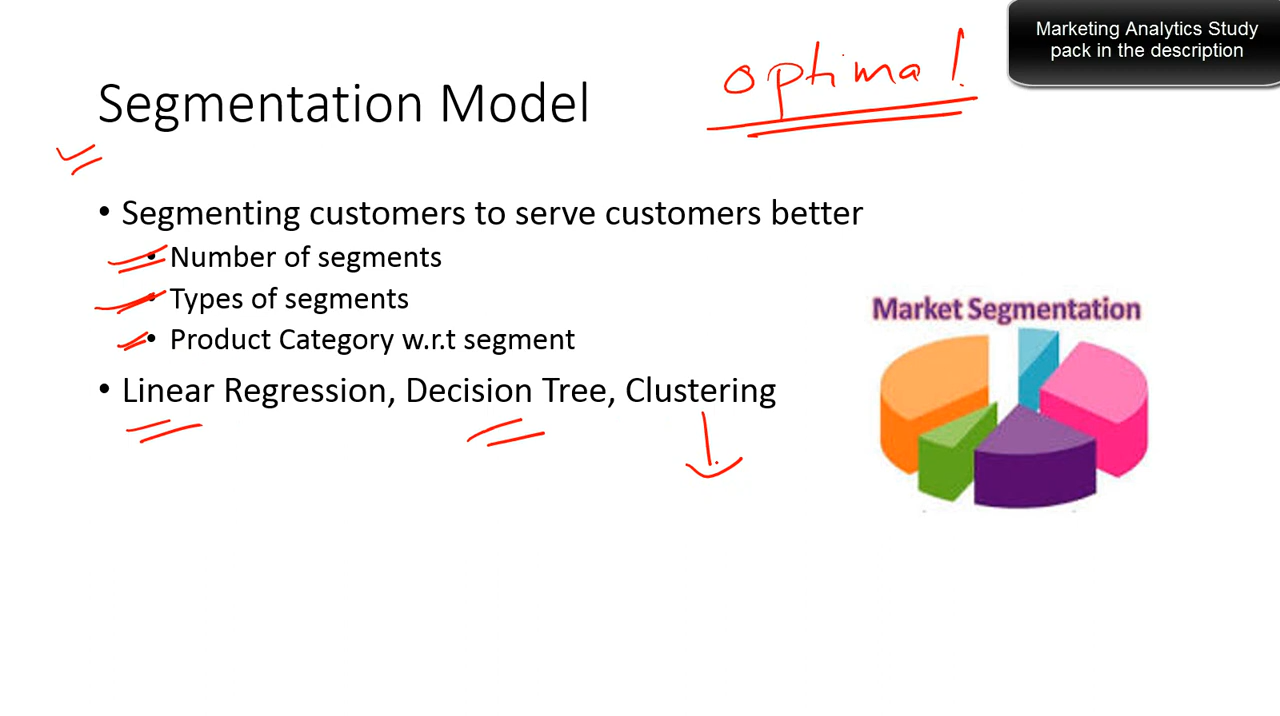 Marketing Analytics Study
pack in the description
optimal
Segmentation Model
• Segmenting customers to serve customers better
• Number of segments
• Types of segments
• Product Category w.r.t segment
• Linear Regression, Decision Tree, Clustering
Market Segmentation